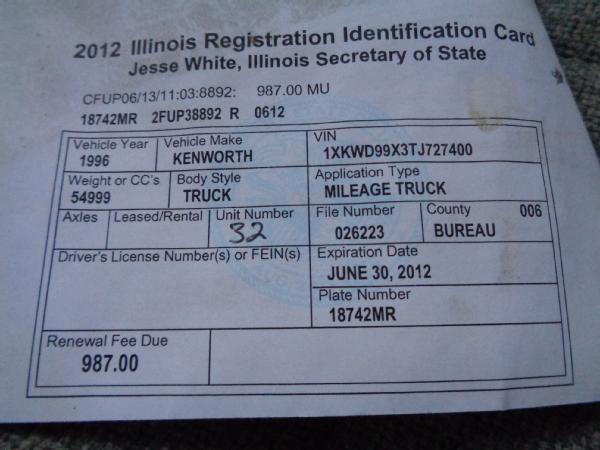 2012 Illinois Registration Identification Card
Jesse White, Illinois Secretary of State
CFUP06/13/11:03:8892: 987.00 MU
18742MR 2FUP38892 R 0612
Vehicle Year Vehicle Make VIN
1996 KENWORTH 1XKWD99X3TJ727400
Weight or CC's Body Style Application Type
54999 TRUCK MILEAGE TRUCK
Axles Leased/Rental Unit Number File Number County 006
32 026223 BUREAU
Driver's License Number(s) or FEIN(s) Expiration Date
JUNE 30, 2012
Plate Number
18742MR
Renewal Fee Due
987.00